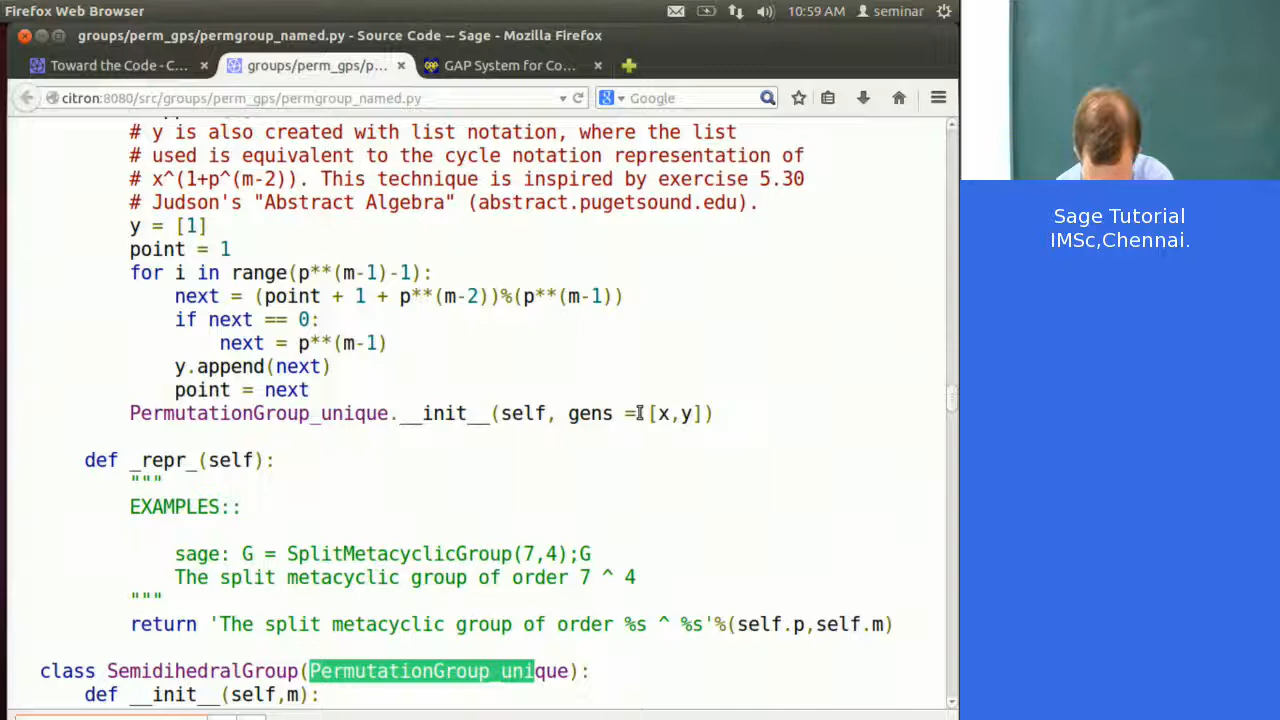 Firefox Web Browser 10:59 AM seminar
groups/perm_gps/permgroup_named.py - Source Code -- Sage - Mozilla Firefox
Toward the Code - C... groups/perm_gps/p... GAP System for Co...
citron:8080/src/groups/perm_gps/permgroup_named.py Google
# y is also created with list notation, where the list
# used is equivalent to the cycle notation representation of
# x^(1+p^(m-2)). This technique is inspired by exercise 5.30
# Judson's "Abstract Algebra" (abstract.pugetsound.edu).
y = [1]
point = 1
for i in range(p**(m-1)-1):
next = (point + 1 + p**(m-2))%(p**(m-1))
if next == 0:
next = p**(m-1)
y.append(next)
point = next
PermutationGroup_unique.__init__(self, gens = [x,y])
def _repr_(self):
"""
EXAMPLES::
sage: G = SplitMetacyclicGroup(7,4);G
The split metacyclic group of order 7 ^ 4
"""
return 'The split metacyclic group of order %s ^ %s'%(self.p,self.m)
class SemidihedralGroup(PermutationGroup_unique):
def __init__(self,m):
Sage Tutorial
IMSc,Chennai.